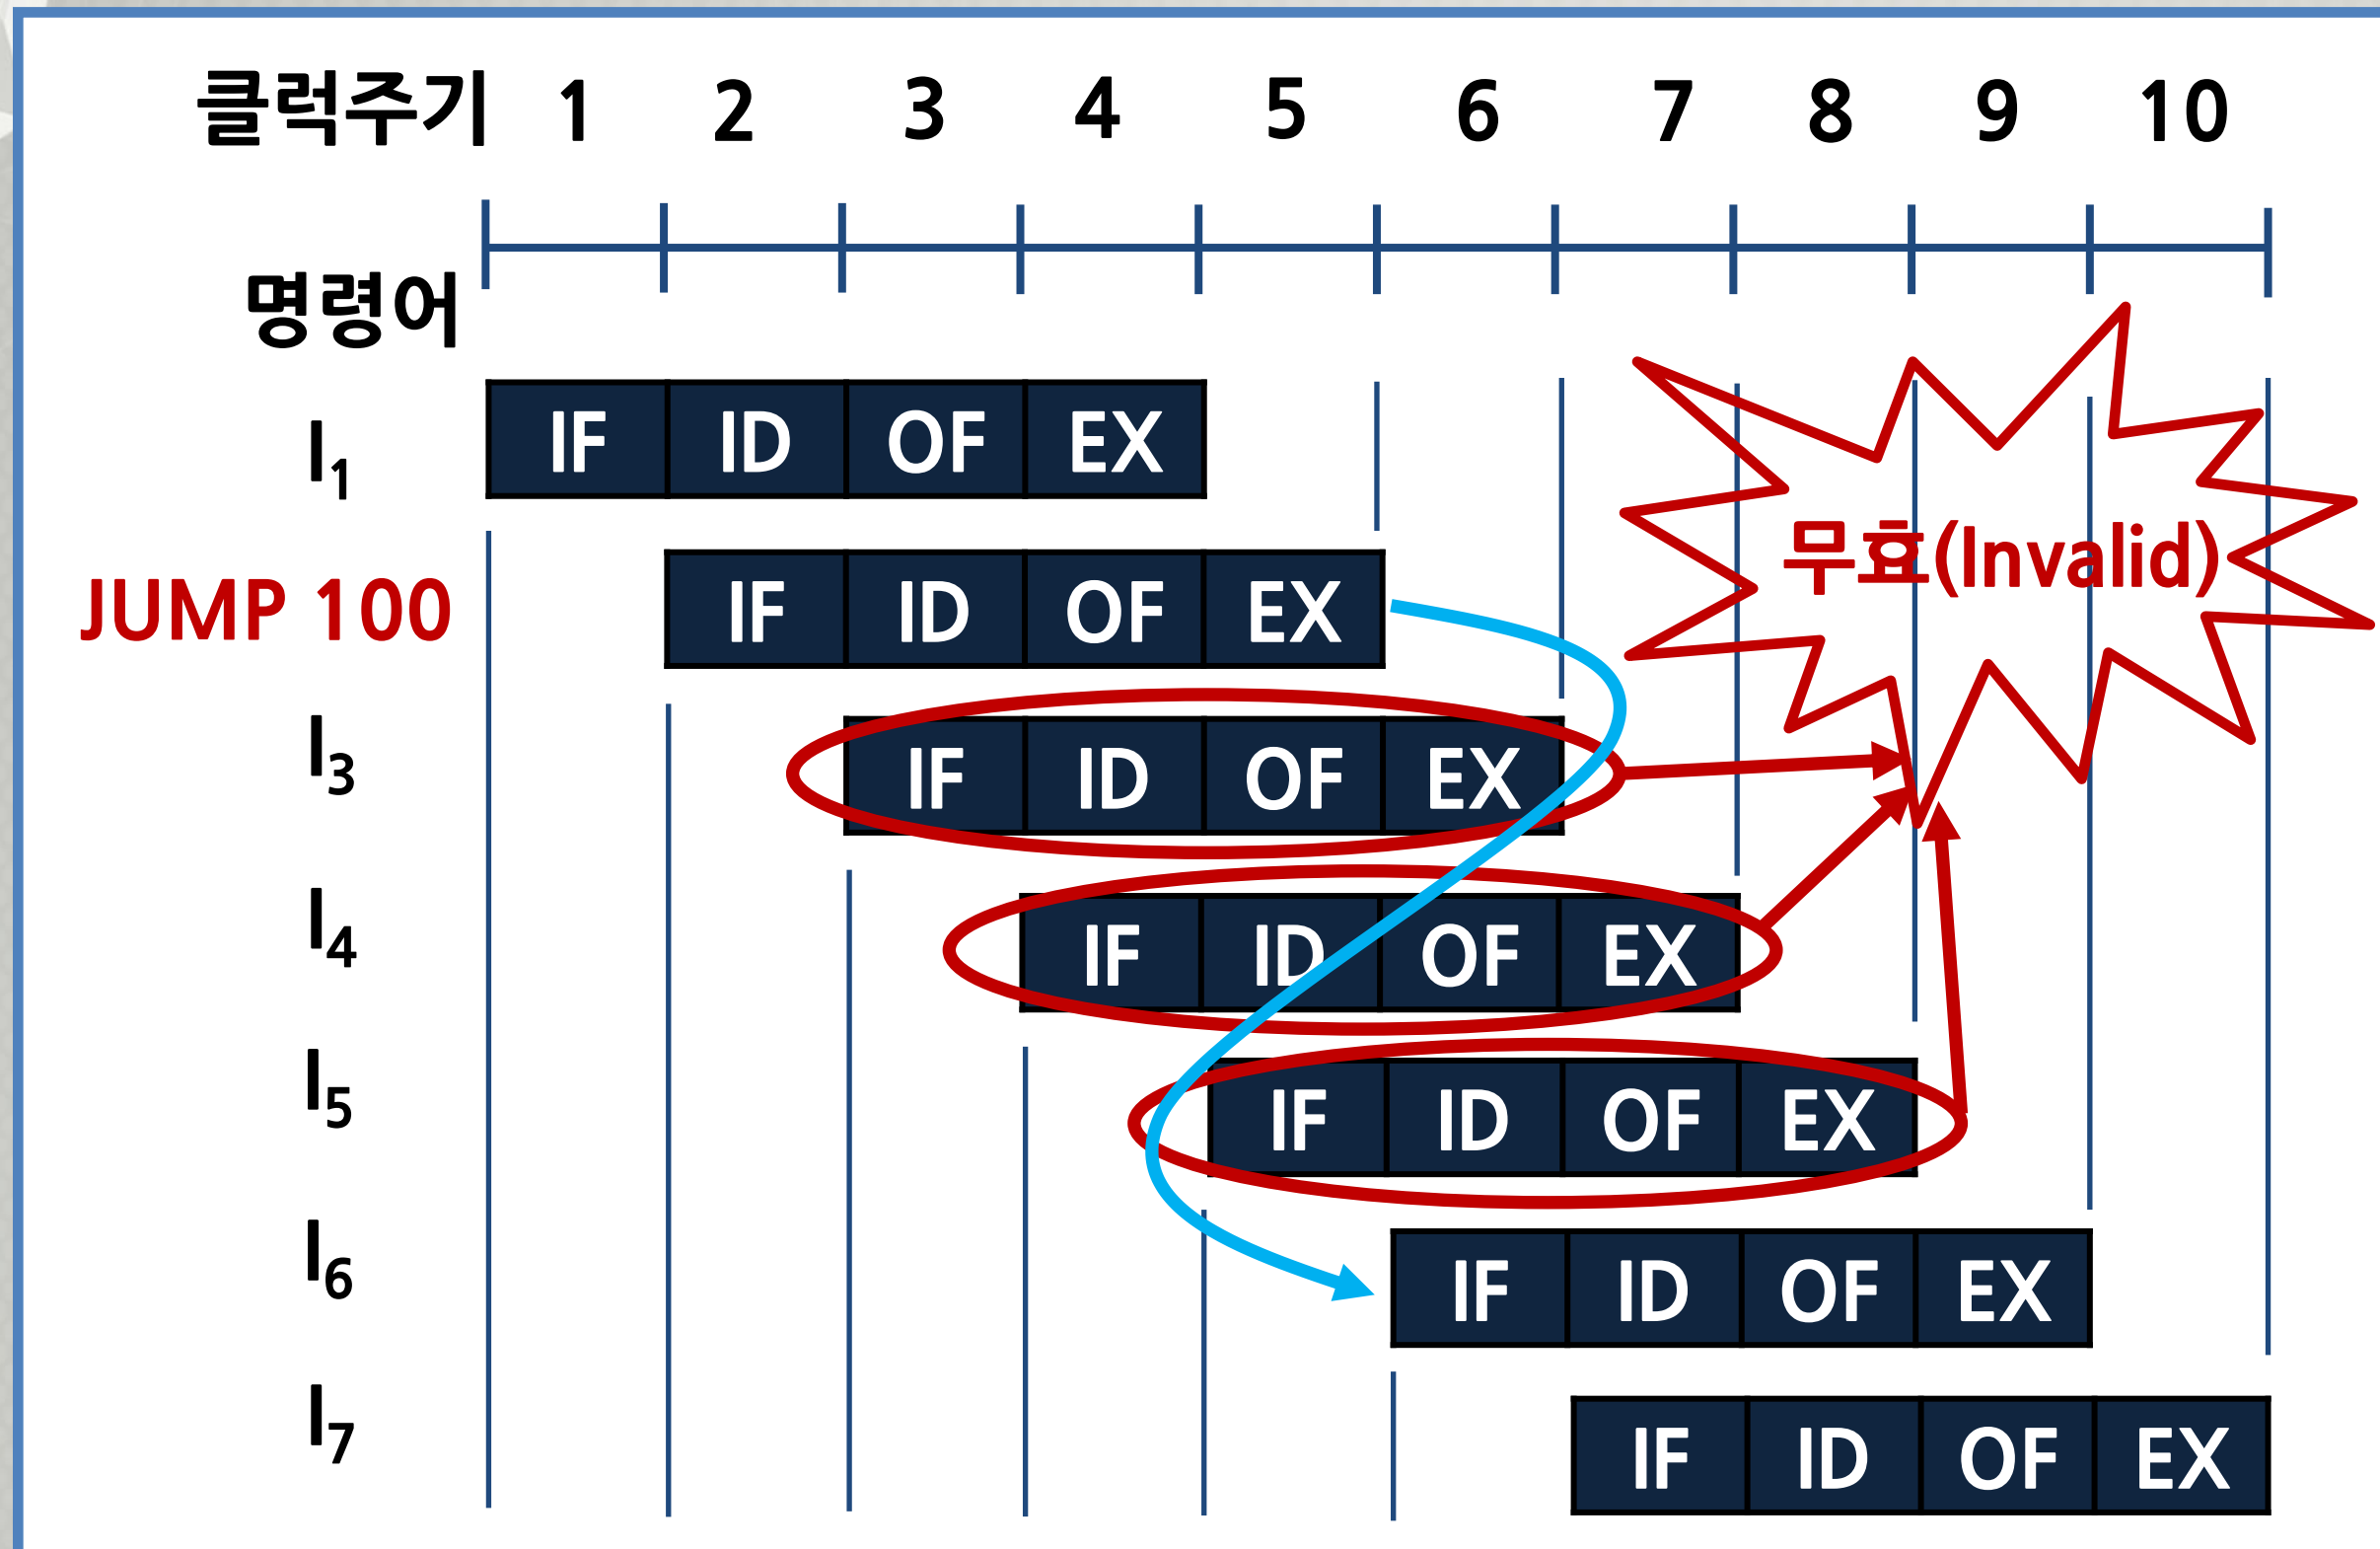 클럭주기 1 2 3 4 5 6 7 8 9 10
명령어
I1 IF ID OF EX
무효(Invalid)
JUMP 100 IF ID OF EX
I3 IF ID OF EX
I4 IF ID OF EX
I5 IF ID OF EX
I6 IF ID OF EX
I7 IF ID OF EX